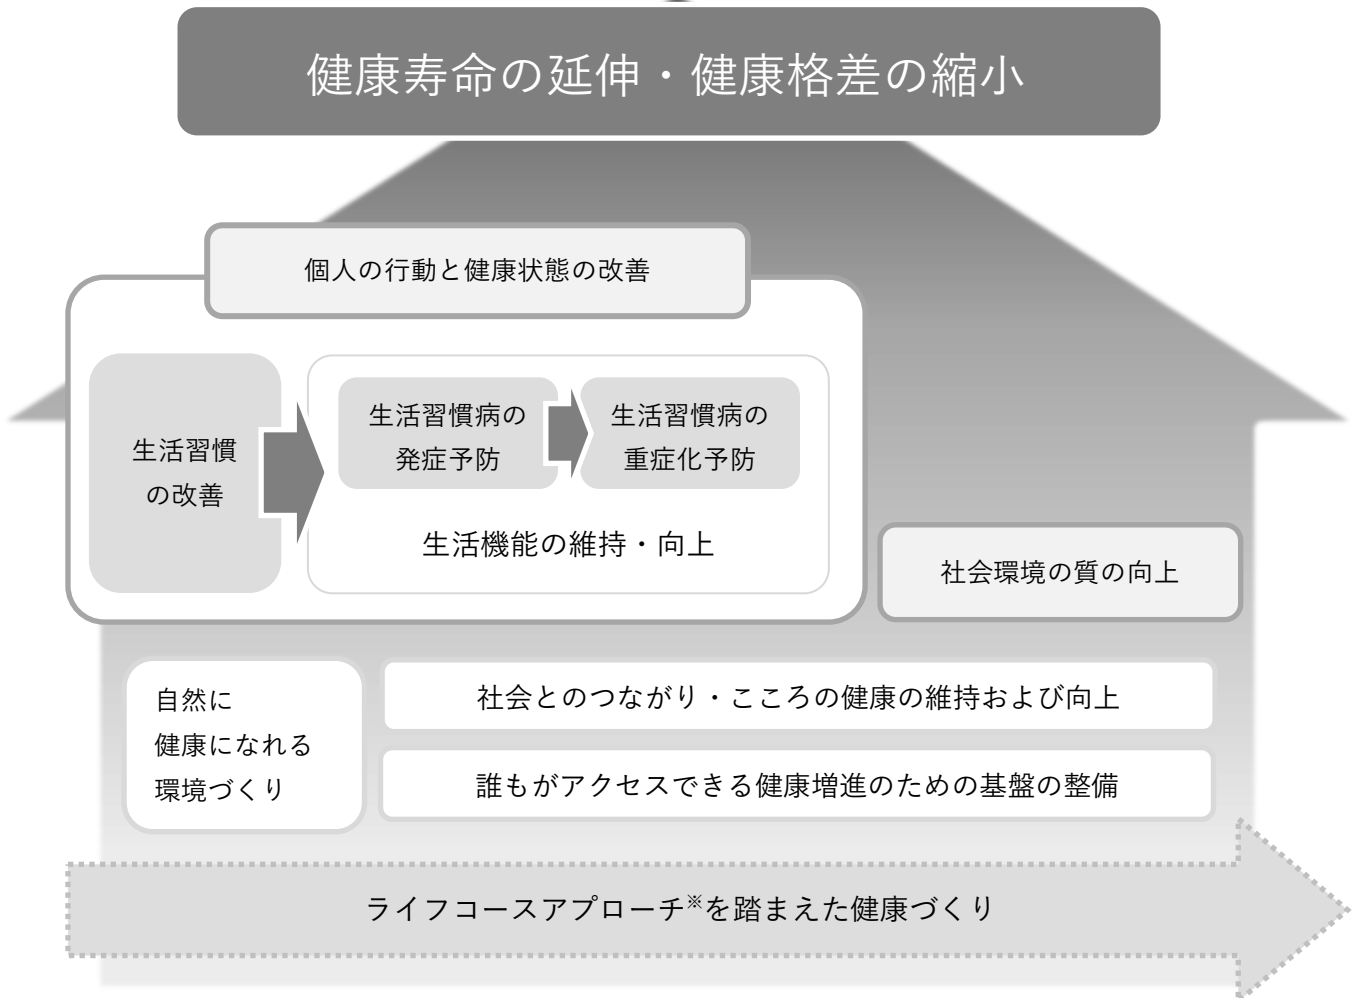 健康寿命の延伸・健康格差の縮小
個人の行動と健康状態の改善
生活習慣
の改善
生活習慣病の
発症予防
生活習慣病の
重症化予防
生活機能の維持・向上
社会環境の質の向上
自然に
健康になれる
環境づくり
社会とのつながり・こころの健康の維持および向上
誰もがアクセスできる健康増進のための基盤の整備
ライフコースアプローチ※を踏まえた健康づくり